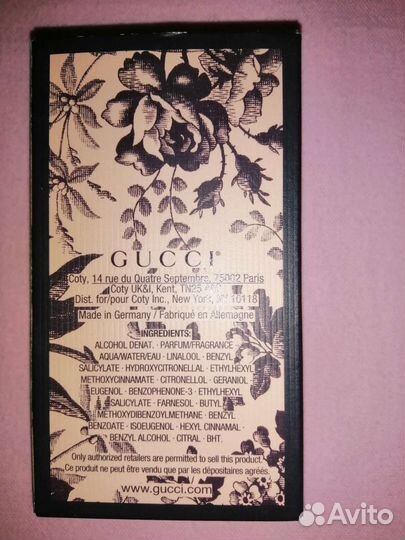 GUCCI
Coty, 14 rue du Quatre Septembre, 75002 Paris
Coty UK&I, Kent, TN25
Dist. for/pour Coty Inc., New York, NY 10118
Made in Germany / Fabriqué en Allemagne
INGREDIENTS:
ALCOHOL DENAT. · PARFUM/FRAGRANCE
AQUA/WATER/EAU · LINALOOL · BENZYL
SALICYLATE · HYDROXYCITRONELLAL · ETHYLHEXYL
METHOXYCINNAMATE · CITRONELLOL · GERANIOL
EUGENOL · BENZOPHENONE-3 · ETHYLHEXYL
SALICYLATE · FARNESOL · BUTYL
METHOXYDIBENZOYLMETHANE · BENZYL
BENZOATE · ISOEUGENOL · HEXYL CINNAMAL
BENZYL ALCOHOL · CITRAL · BHT.
Only authorized retailers are permitted to sell this product.
Ce produit ne peut être vendu que par les dépositaires agréés.
www.gucci.com
Avito